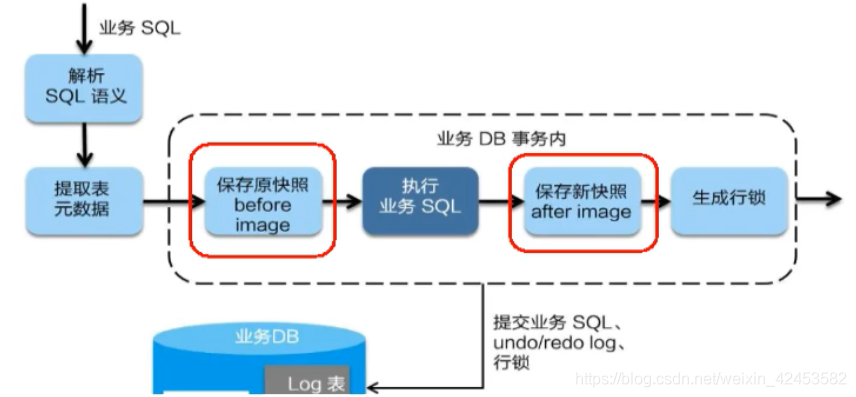 业务 SQL
解析
SQL 语义
业务 DB 事务内
提取表
元数据
保存原快照
before
image
执行
业务 SQL
保存新快照
after image
生成行锁
提交业务 SQL、
undo/redo log、
行锁
业务DB
Log 表
https://blog.csdn.net/weixin_42453582